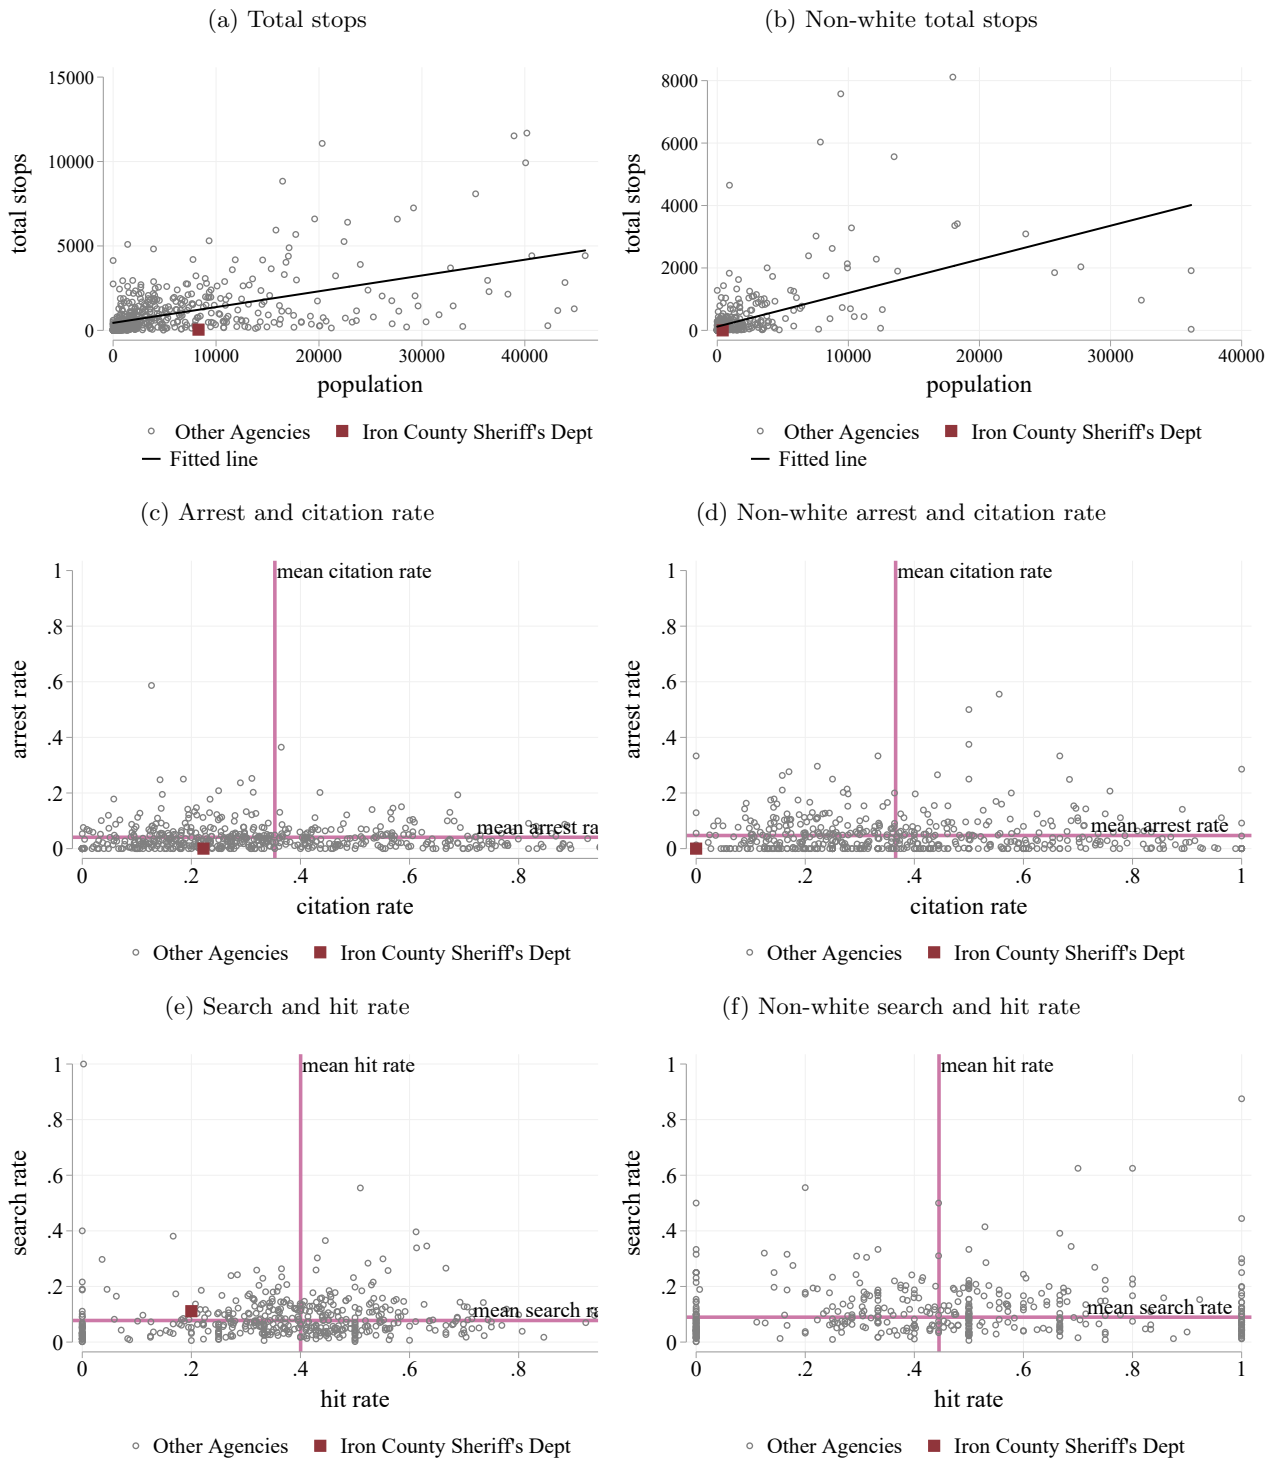 (a) Total stops
(b) Non-white total stops
total stops
15000
10000
5000
0
0 10000 20000 30000 40000
population
Other Agencies Iron County Sheriff's Dept
Fitted line
total stops
8000
6000
4000
2000
0
0 10000 20000 30000 40000
population
Other Agencies Iron County Sheriff's Dept
Fitted line
(c) Arrest and citation rate
(d) Non-white arrest and citation rate
arrest rate
1
.8
.6
.4
.2
0
mean citation rate
mean arrest ra
0 .2 .4 .6 .8
citation rate
Other Agencies Iron County Sheriff's Dept
arrest rate
1
.8
.6
.4
.2
0
mean citation rate
mean arrest rate
0 .2 .4 .6 .8 1
citation rate
Other Agencies Iron County Sheriff's Dept
(e) Search and hit rate
(f) Non-white search and hit rate
search rate
1
.8
.6
.4
.2
0
mean hit rate
mean search ra
0 .2 .4 .6 .8
hit rate
Other Agencies Iron County Sheriff's Dept
search rate
1
.8
.6
.4
.2
0
mean hit rate
mean search rate
0 .2 .4 .6 .8 1
hit rate
Other Agencies Iron County Sheriff's Dept